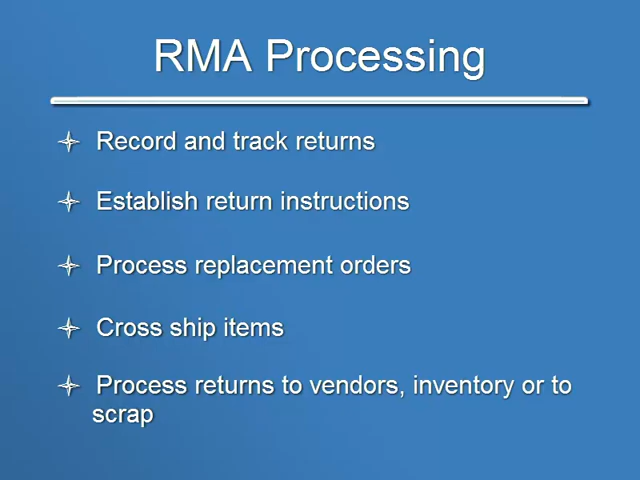 RMA Processing
Record and track returns
Establish return instructions
Process replacement orders
Cross ship items
Process returns to vendors, inventory or to
scrap